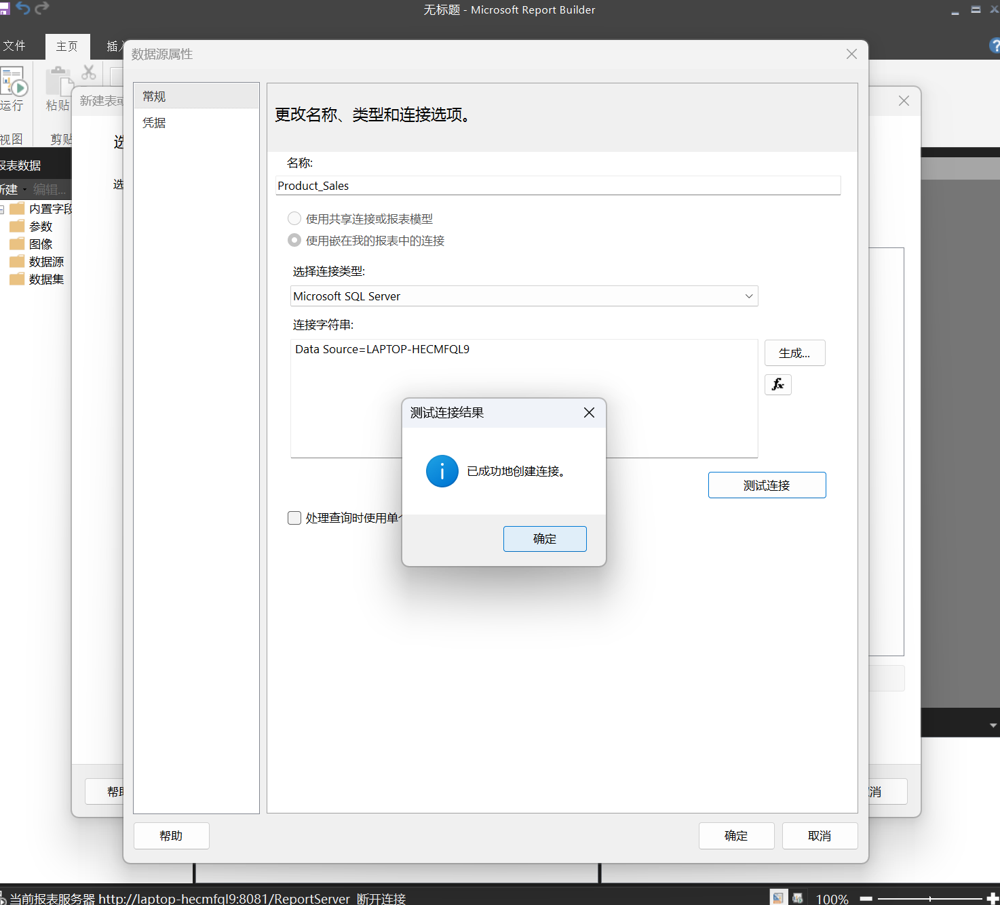 无标题 - Microsoft Report Builder
文件
主页
插入
数据源属性
运行
粘贴
新建表或
视图
剪贴
选
选
报表数据
新建
编辑...
内置字段
参数
图像
数据源
数据集
常规
凭据
更改名称、类型和连接选项。
名称:
Product_Sales
使用共享连接或报表模型
使用嵌在我的报表中的连接
选择连接类型:
Microsoft SQL Server
连接字符串:
Data Source=LAPTOP-HECMFQL9
生成...
fx
测试连接结果
已成功地创建连接。
确定
测试连接
处理查询时使用单个
帮助
消
帮助
确定
取消
当前报表服务器 http://laptop-hecmfql9:8081/ReportServer 断开连接
100%